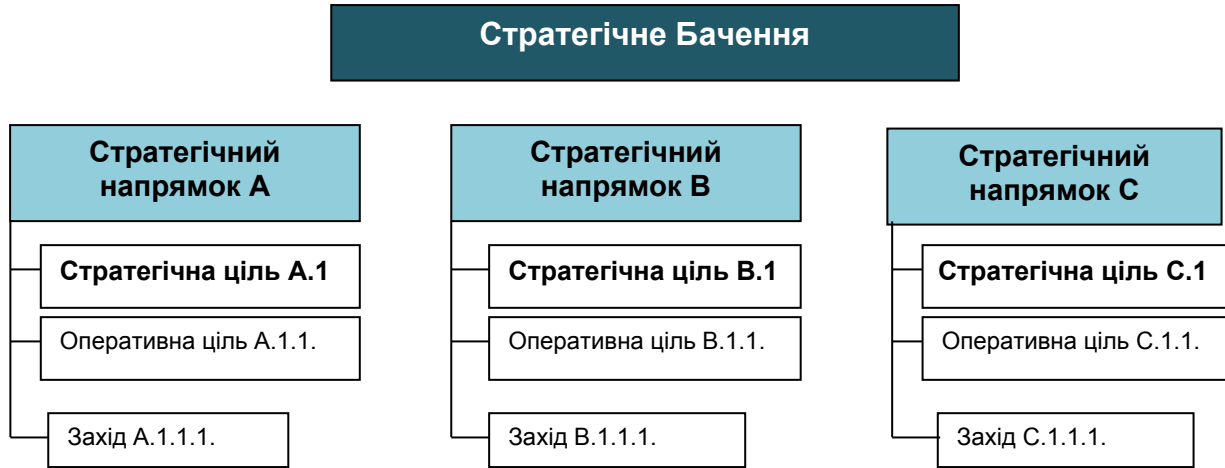 Стратегічне Бачення
Стратегічний
напрямок А
Стратегічна ціль А.1
Оперативна ціль А.1.1.
Захід А.1.1.1.
Стратегічний
напрямок В
Стратегічна ціль В.1
Оперативна ціль В.1.1.
Захід В.1.1.1.
Стратегічний
напрямок С
Стратегічна ціль С.1
Оперативна ціль С.1.1.
Захід С.1.1.1.